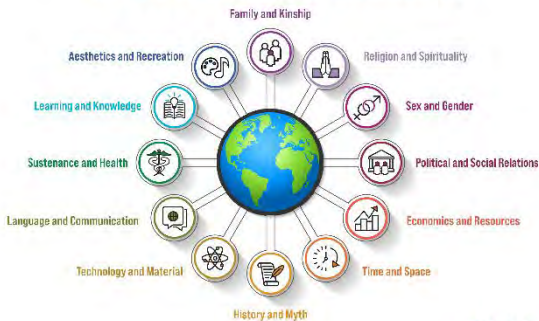 Family and Kinship
Religion and Spirituality
Sex and Gender
Political and Social Relations
Economics and Resources
Time and Space
History and Myth
Technology and Material
Language and Communication
Sustenance and Health
Learning and Knowledge
Aesthetics and Recreation